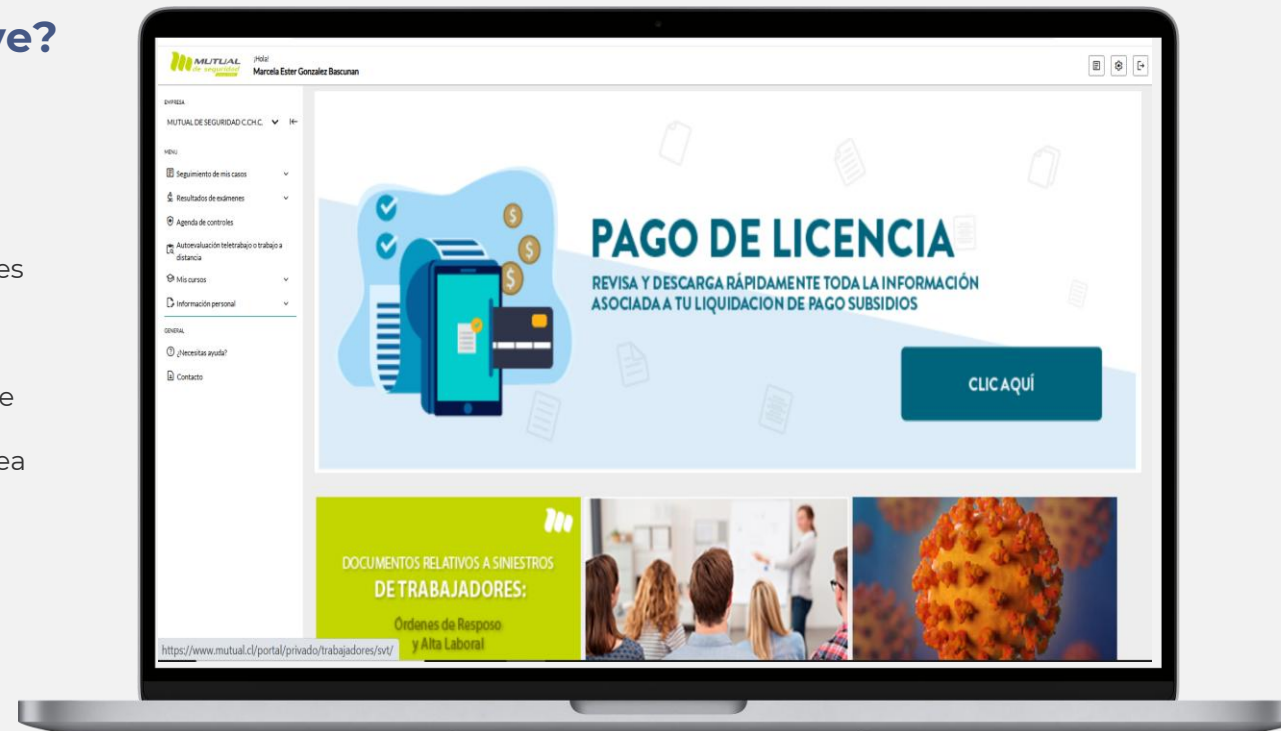 ve?
es
e
ea
MUTUAL
de seguridad
¡Hola!
Marcela Ester Gonzalez Bascunan
EMPRESA
MUTUAL DE SEGURIDAD C.CH.C.
MENU
Seguimiento de mis casos
Resultados de exámenes
Agenda de controles
Autoevaluación teletrabajo o trabajo a
distancia
Mis cursos
Información personal
GENERAL
¿Necesitas ayuda?
Contacto
PAGO DE LICENCIA
REVISA Y DESCARGA RÁPIDAMENTE TODA LA INFORMACIÓN
ASOCIADA A TU LIQUIDACION DE PAGO SUBSIDIOS
CLIC AQUÍ
DOCUMENTOS RELATIVOS A SINIESTROS
DE TRABAJADORES:
Órdenes de Resposo
y Alta Laboral
https://www.mutual.cl/portal/privado/trabajadores/svt/